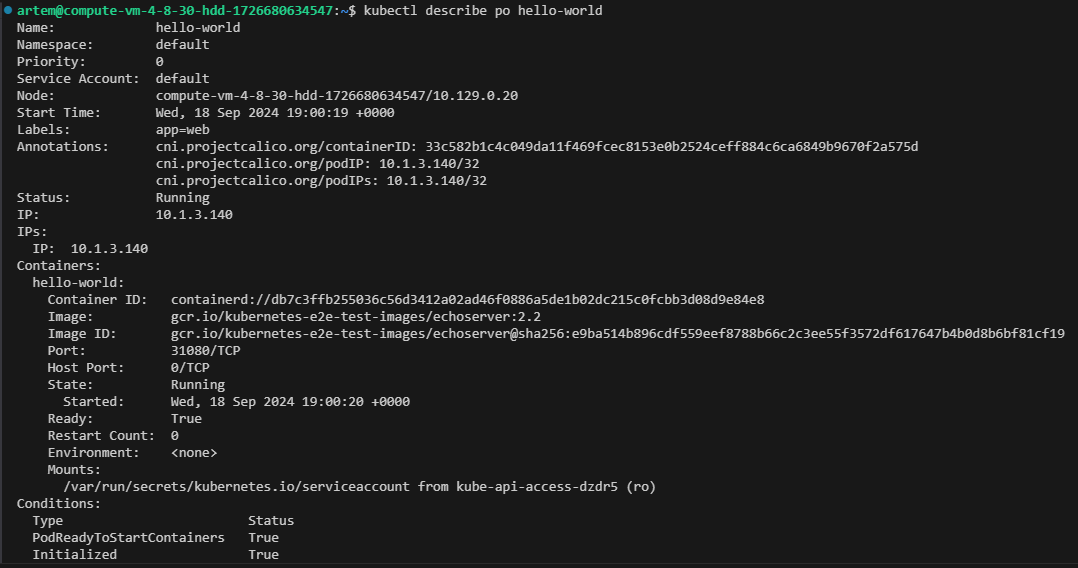 artem@compute-vm-4-8-30-hdd-1726680634547:~$ kubectl describe po hello-world
Name:             hello-world
Namespace:        default
Priority:         0
Service Account:  default
Node:             compute-vm-4-8-30-hdd-1726680634547/10.129.0.20
Start Time:       Wed, 18 Sep 2024 19:00:19 +0000
Labels:           app=web
Annotations:      cni.projectcalico.org/containerID: 33c582b1c4c049da11f469fcec8153e0b2524ceff884c6ca6849b9670f2a575d
                  cni.projectcalico.org/podIP: 10.1.3.140/32
                  cni.projectcalico.org/podIPs: 10.1.3.140/32
Status:           Running
IP:               10.1.3.140
IPs:
  IP:  10.1.3.140
Containers:
  hello-world:
    Container ID:   containerd://db7c3ffb255036c56d3412a02ad46f0886a5de1b02dc215c0fcbb3d08d9e84e8
    Image:          gcr.io/kubernetes-e2e-test-images/echoserver:2.2
    Image ID:       gcr.io/kubernetes-e2e-test-images/echoserver@sha256:e9ba514b896cdf559eef8788b66c2c3ee55f3572df617647b4b0d8b6bf81cf19
    Port:           31080/TCP
    Host Port:      0/TCP
    State:          Running
      Started:      Wed, 18 Sep 2024 19:00:20 +0000
    Ready:          True
    Restart Count:  0
    Environment:    <none>
    Mounts:
      /var/run/secrets/kubernetes.io/serviceaccount from kube-api-access-dzdr5 (ro)
Conditions:
  Type                        Status
  PodReadyToStartContainers   True
  Initialized                 True